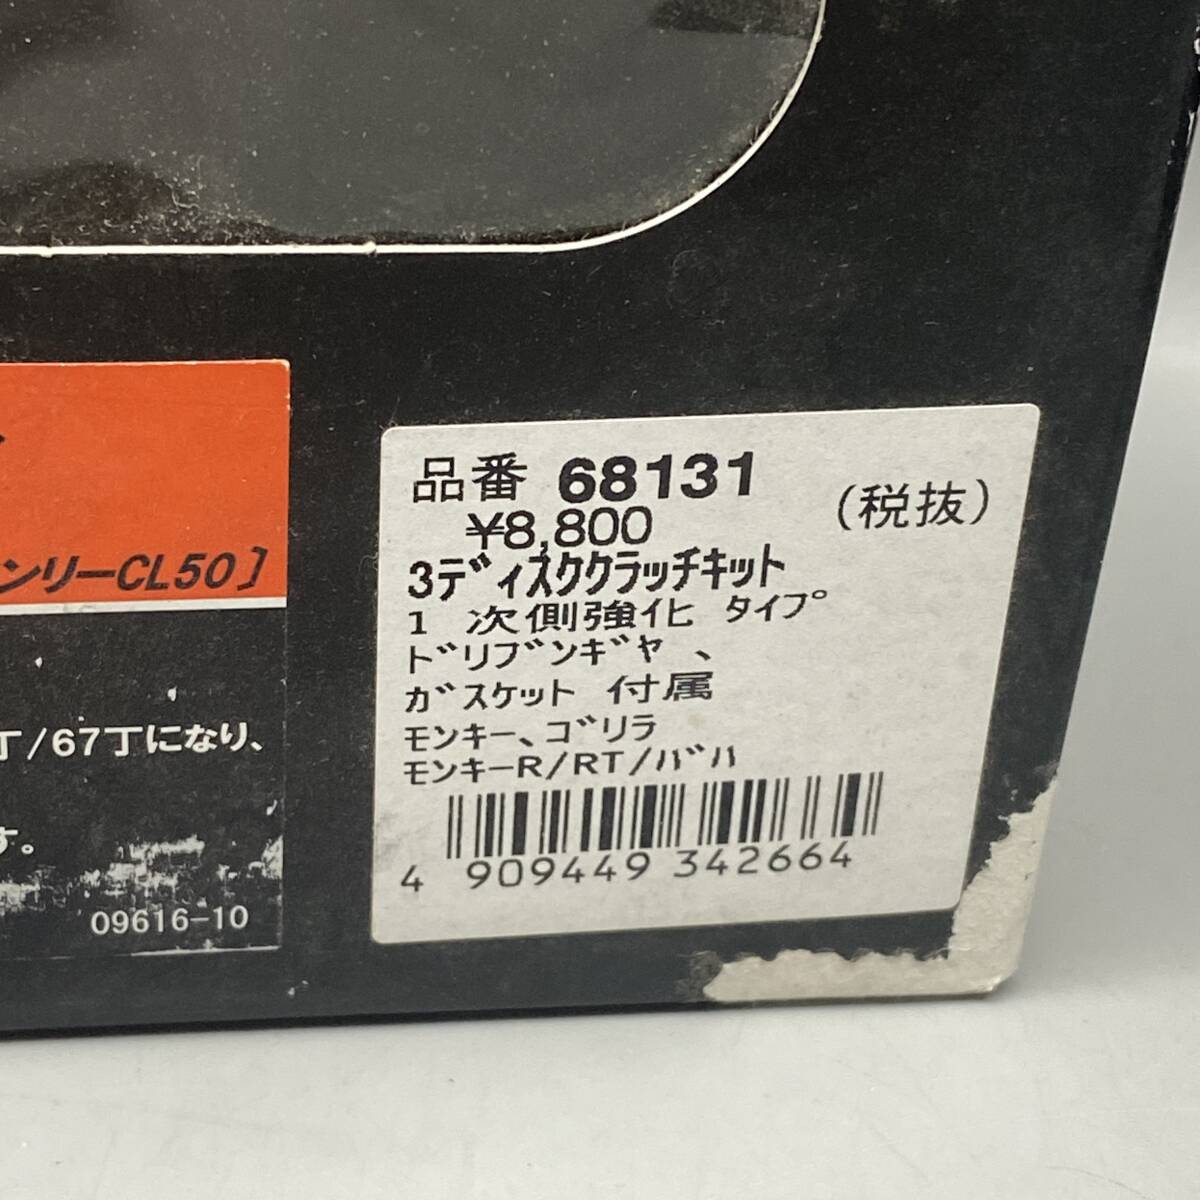 ンリーCL50]
丁/67丁になり、
す。
09616-10
品番 68131
¥8,800 (税抜)
3ディスククラッチキット
1 次側強化 タイプ
ドリブンギヤ 、
ガスケット 付属
モンキー、ゴリラ
モンキーR/RT/バハ
4 909449 342664